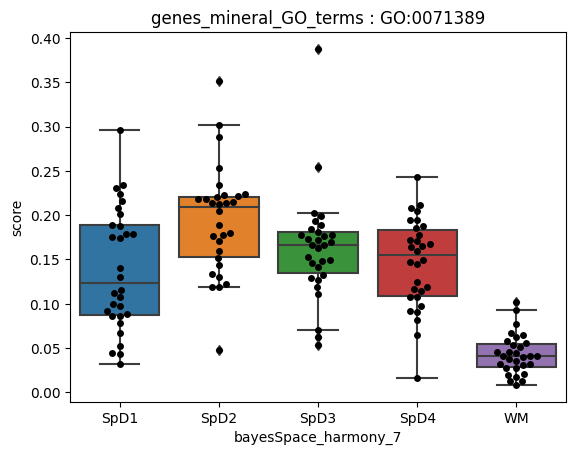 genes_mineral_GO_terms : GO:0071389
0.40
0.35
0.30
0.25
0.20
0.15
0.10
0.05
0.00
score
SpD1 SpD2 SpD3 SpD4 WM
bayesSpace_harmony_7